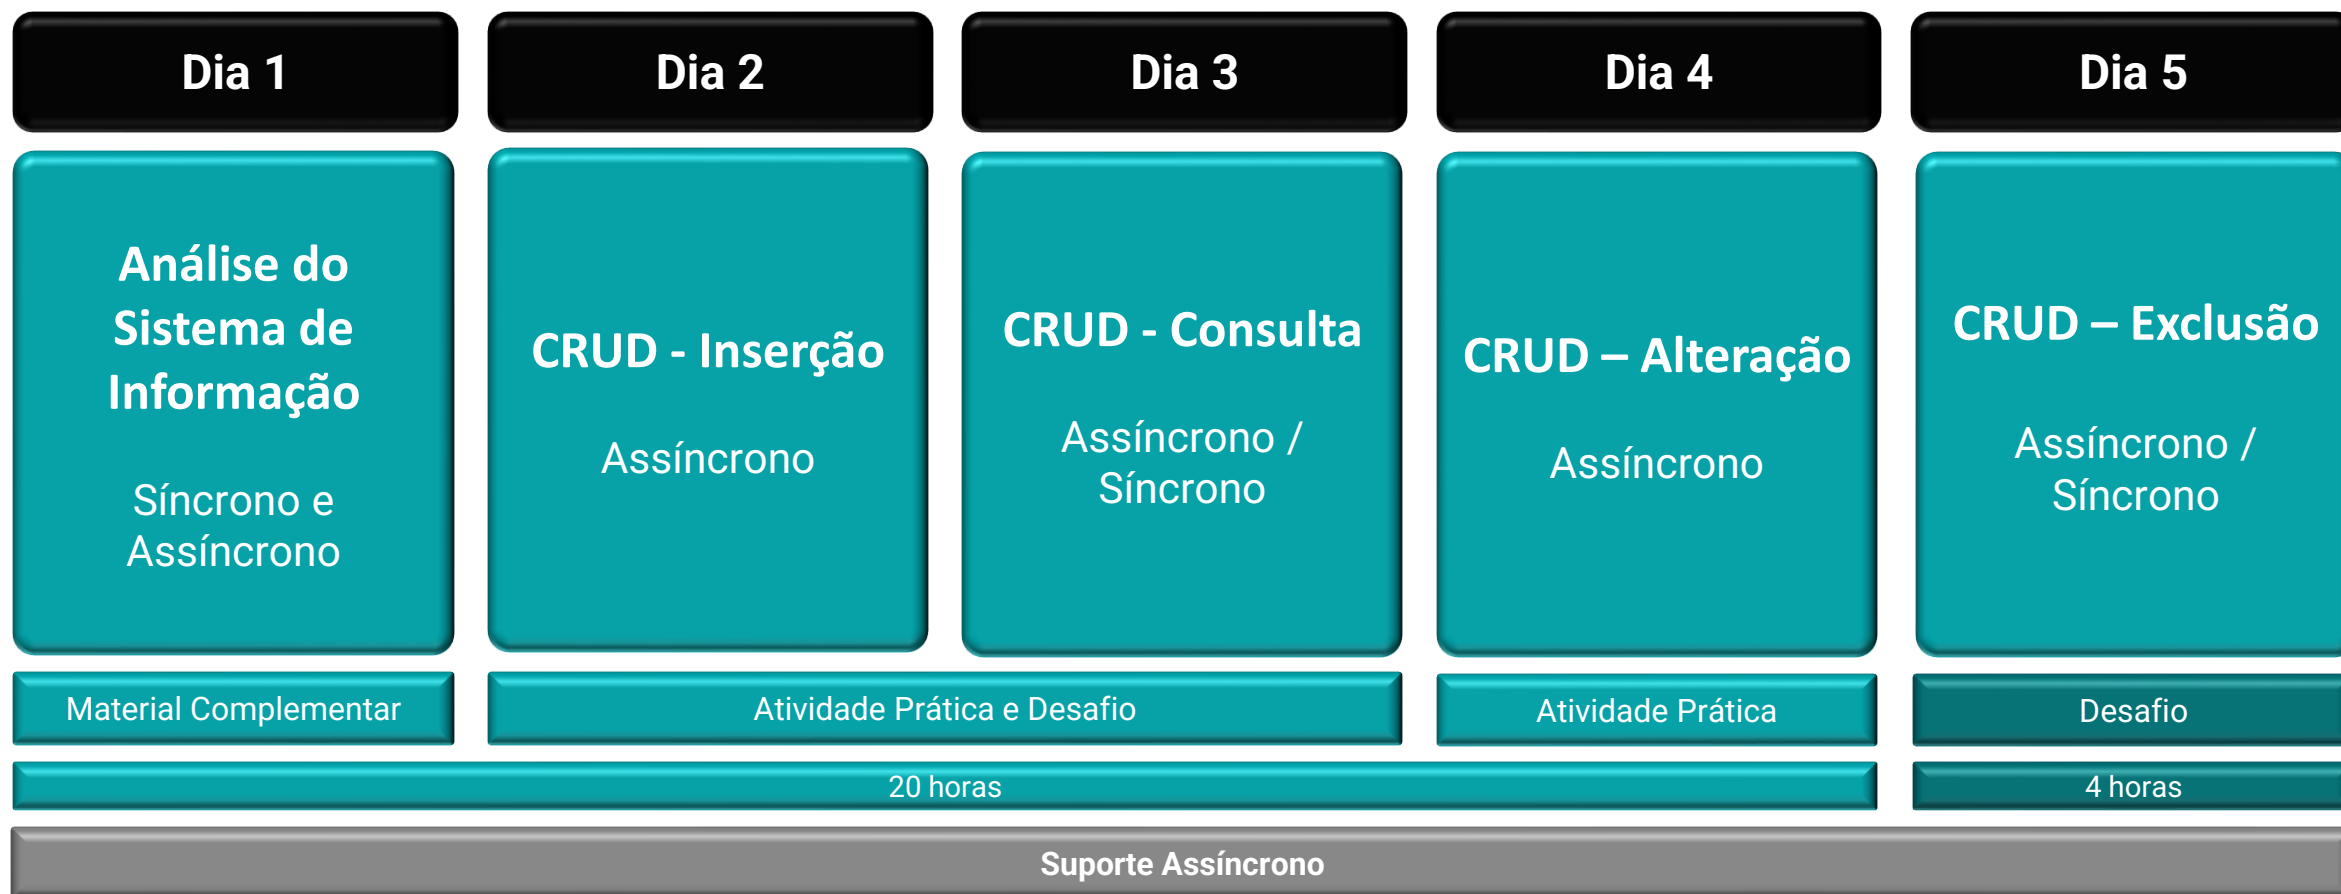 Dia 1
Dia 2
Dia 3
Dia 4
Dia 5
Análise do
Sistema de
Informação
Síncrono e
Assíncrono
CRUD - Inserção
Assíncrono
CRUD - Consulta
Assíncrono /
Síncrono
CRUD – Alteração
Assíncrono
CRUD – Exclusão
Assíncrono /
Síncrono
Material Complementar
Atividade Prática e Desafio
Atividade Prática
Desafio
20 horas
4 horas
Suporte Assíncrono